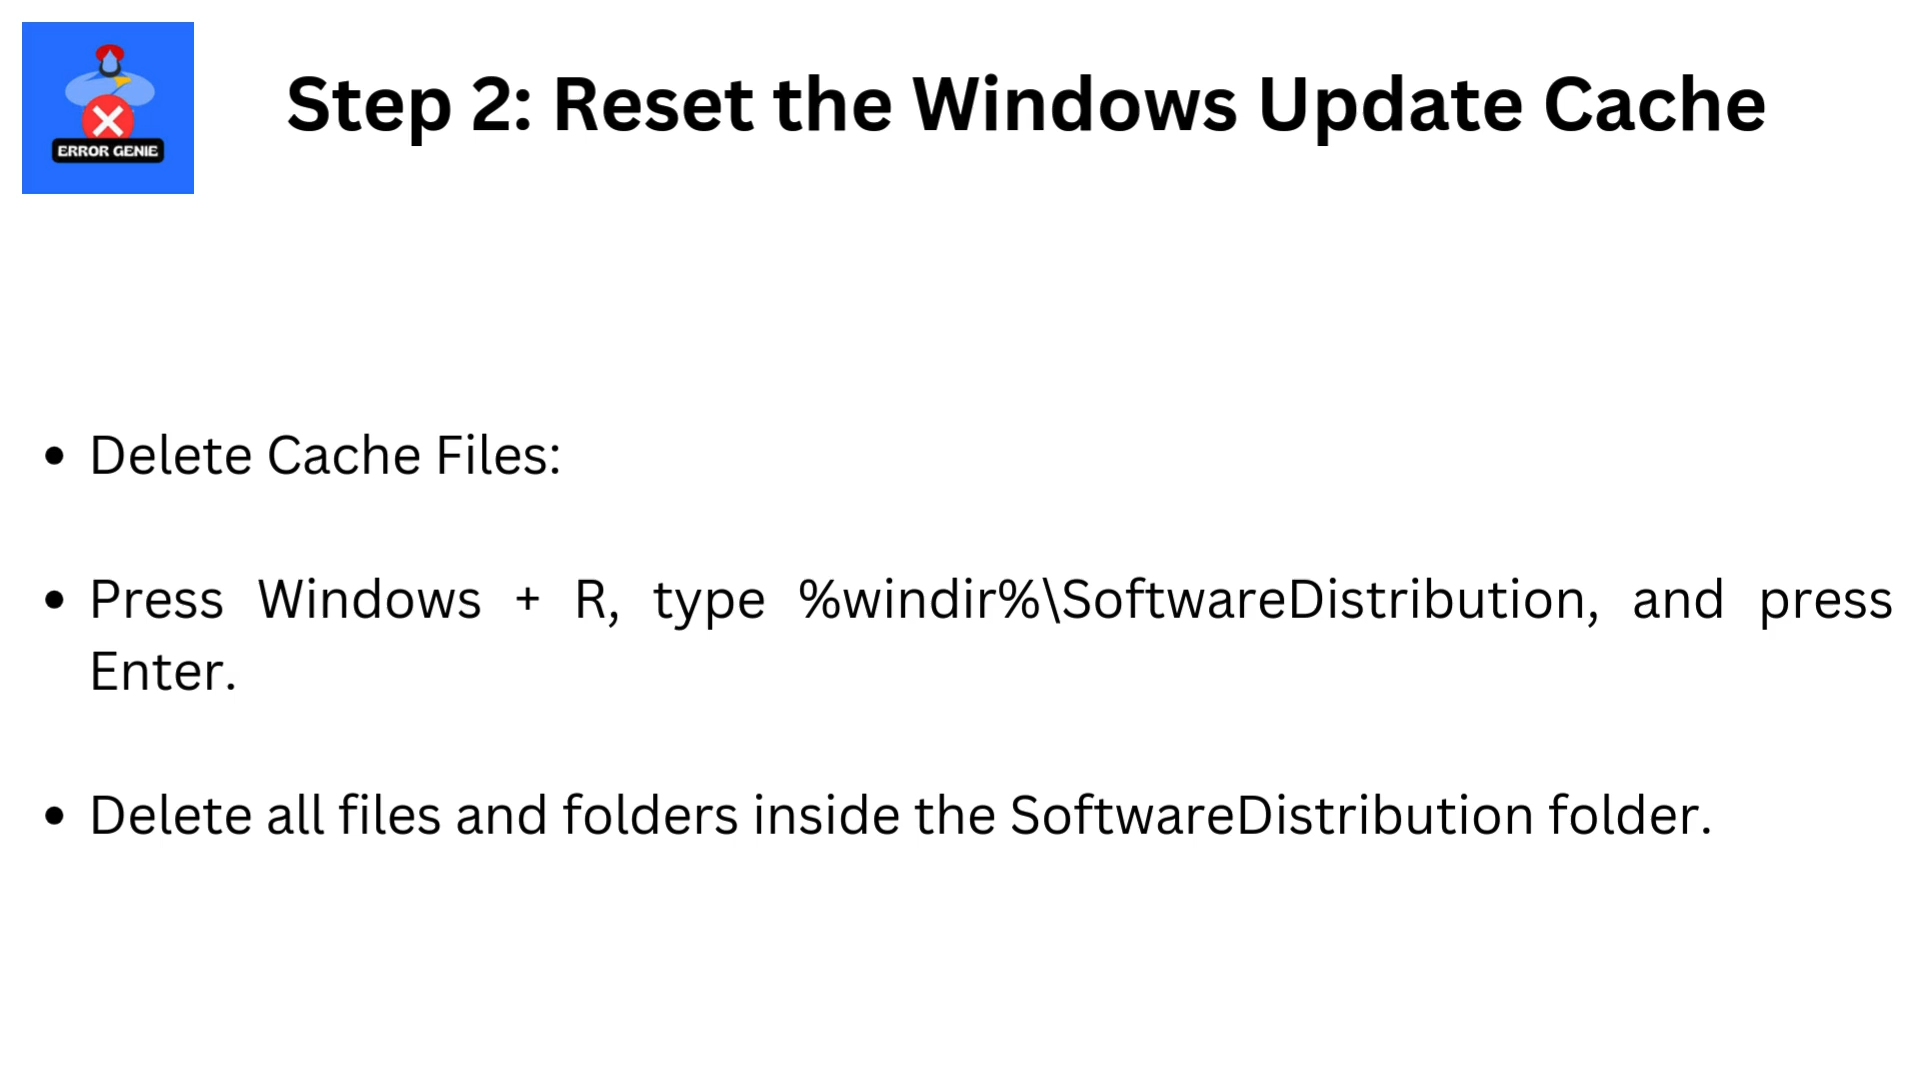 ERROR GENIE
Step 2: Reset the Windows Update Cache
• Delete Cache Files:
• Press Windows + R, type %windir%\SoftwareDistribution, and press
Enter.
• Delete all files and folders inside the SoftwareDistribution folder.